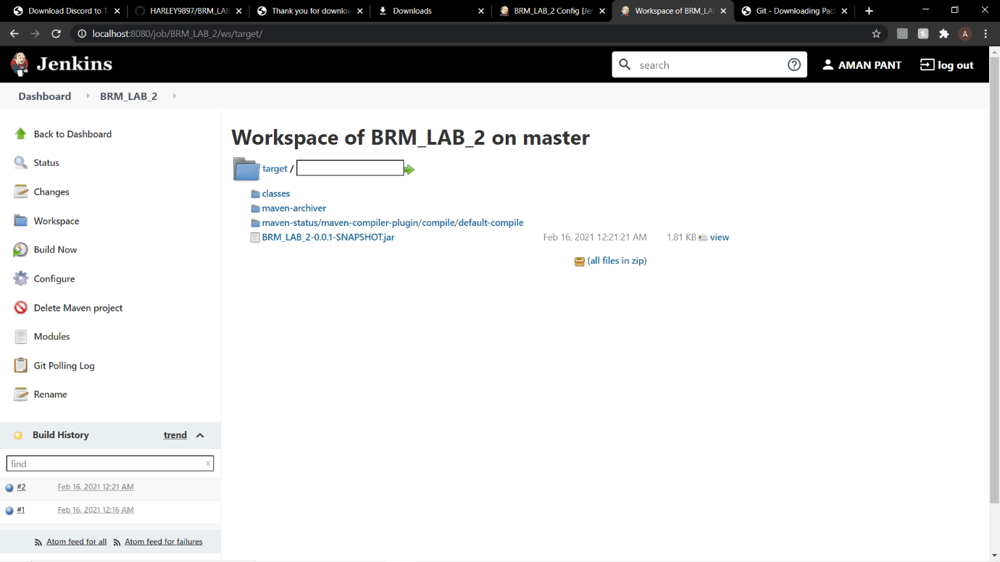 Download Discord to Ta
HARLEY9897/BRM_LAB
Thank you for downloa
Downloads
BRM_LAB_2 Config [Jen
Workspace of BRM_LA
Git - Downloading Pac
localhost:8080/job/BRM_LAB_2/ws/target/
A
Jenkins
search
AMAN PANT
log out
Dashboard
BRM_LAB_2
Back to Dashboard
Status
Changes
Workspace
Build Now
Configure
Delete Maven project
Modules
Git Polling Log
Rename
Build History
trend
find
x
#2 Feb 16, 2021 12:21 AM
#1 Feb 16, 2021 12:16 AM
Atom feed for all
Atom feed for failures
Workspace of BRM_LAB_2 on master
target /
classes
maven-archiver
maven-status/maven-compiler-plugin/compile/default-compile
BRM_LAB_2-0.0.1-SNAPSHOT.jar Feb 16, 2021 12:21:21 AM 1.81 KB view
(all files in zip)